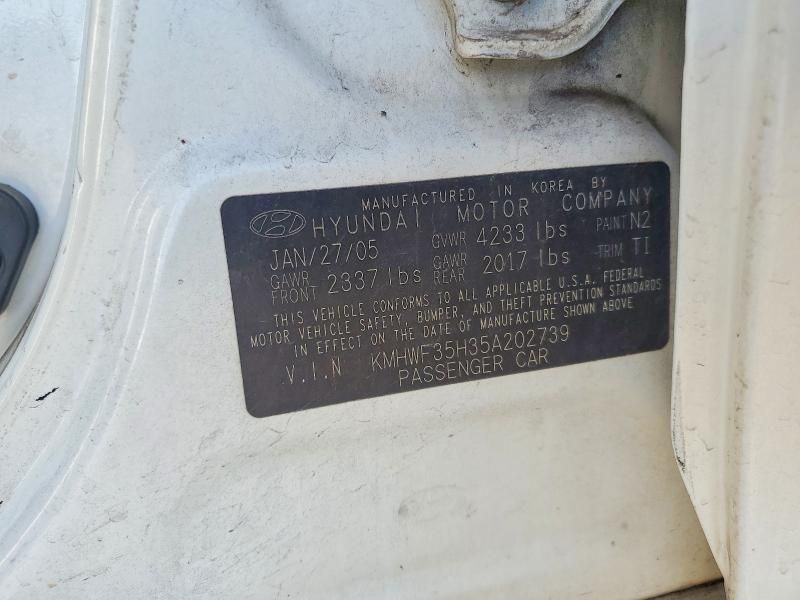 MANUFACTURED IN KOREA BY
HYUNDAI MOTOR COMPANY
JAN/27/05 GVWR 4233 lbs PAINT N2
GAWR FRONT 2337 lbs GAWR REAR 2017 lbs TRIM TI
THIS VEHICLE CONFORMS TO ALL APPLICABLE U.S.A. FEDERAL
MOTOR VEHICLE SAFETY, BUMPER, AND THEFT PREVENTION STANDARDS
IN EFFECT ON THE DATE OF MANUFACTURE SHOWN ABOVE
V.I.N KMHWF35H35A202739
PASSENGER CAR